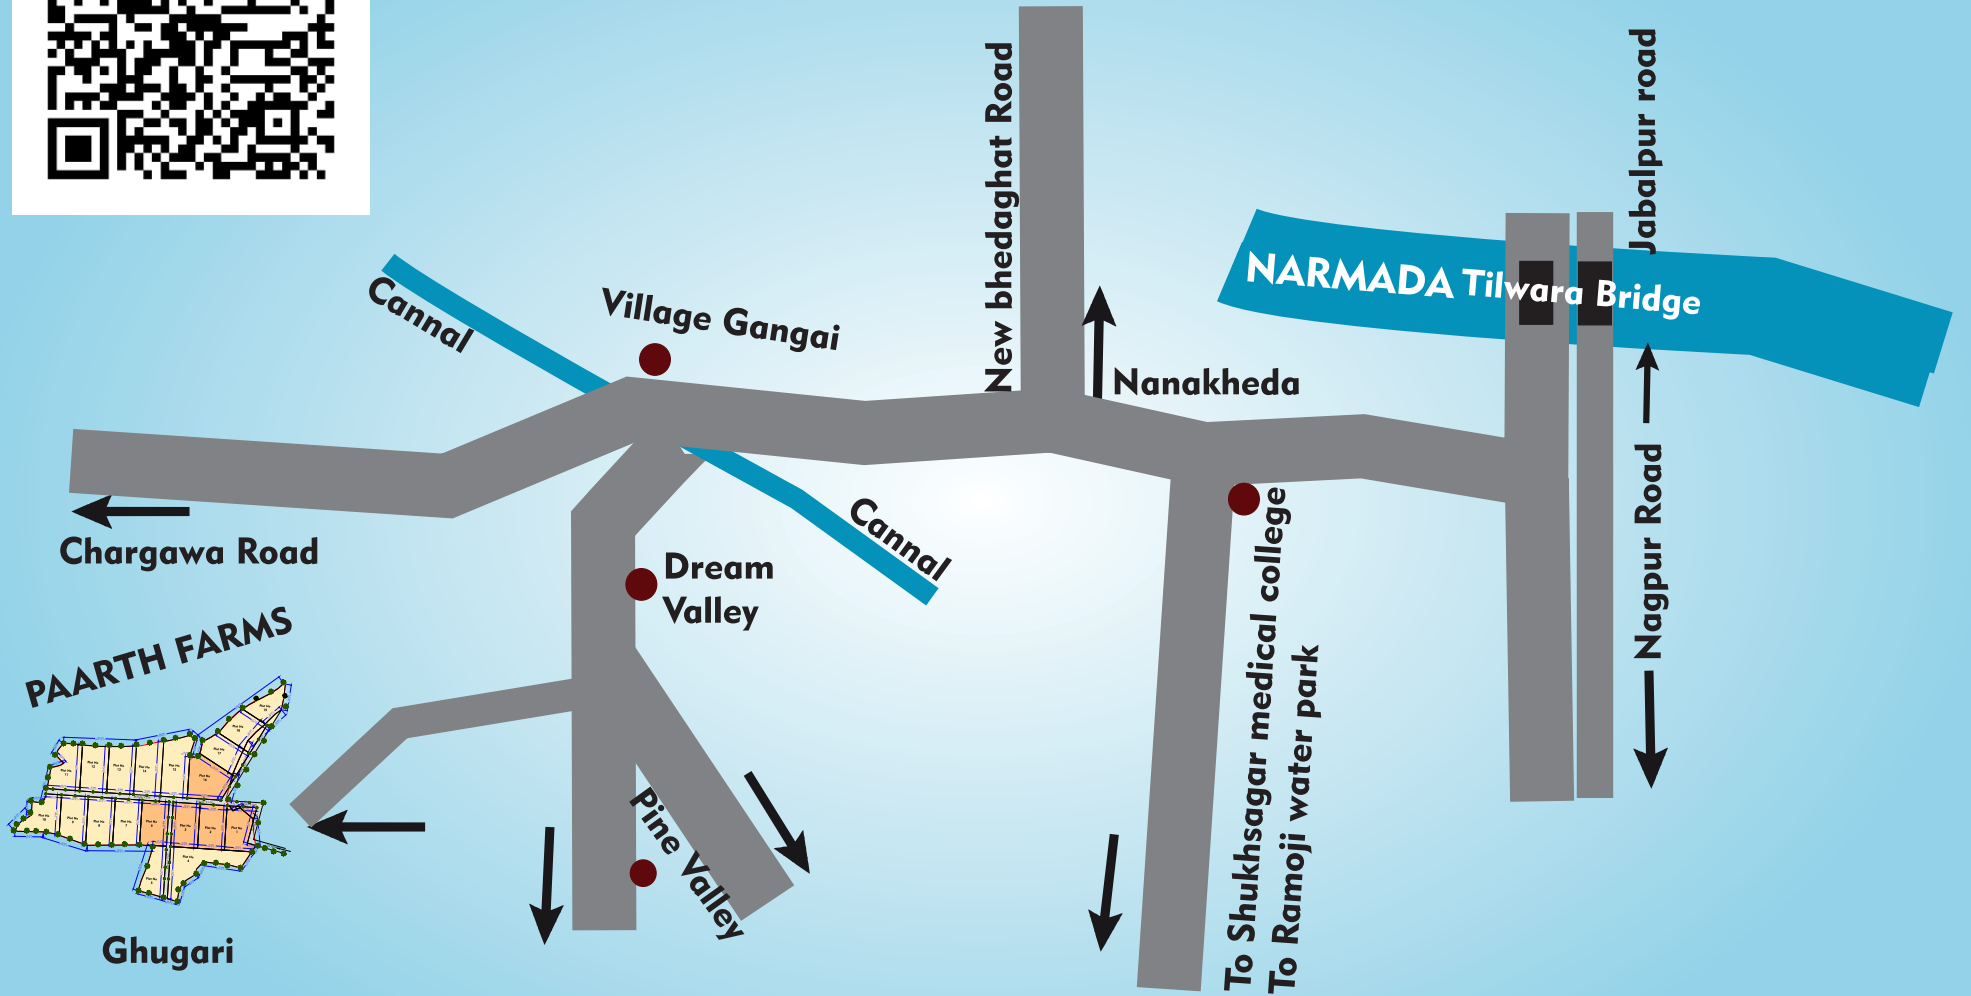 New bhedaghat Road
Jabalpur road
NARMADA Tilwara Bridge
Cannal
Village Gangai
Nanakheda
Chargawa Road
Cannal
Dream
Valley
Nagpur Road
To Shukhsagar medical college
To Ramoji water park
PAARTH FARMS
Pine Valley
Ghugari